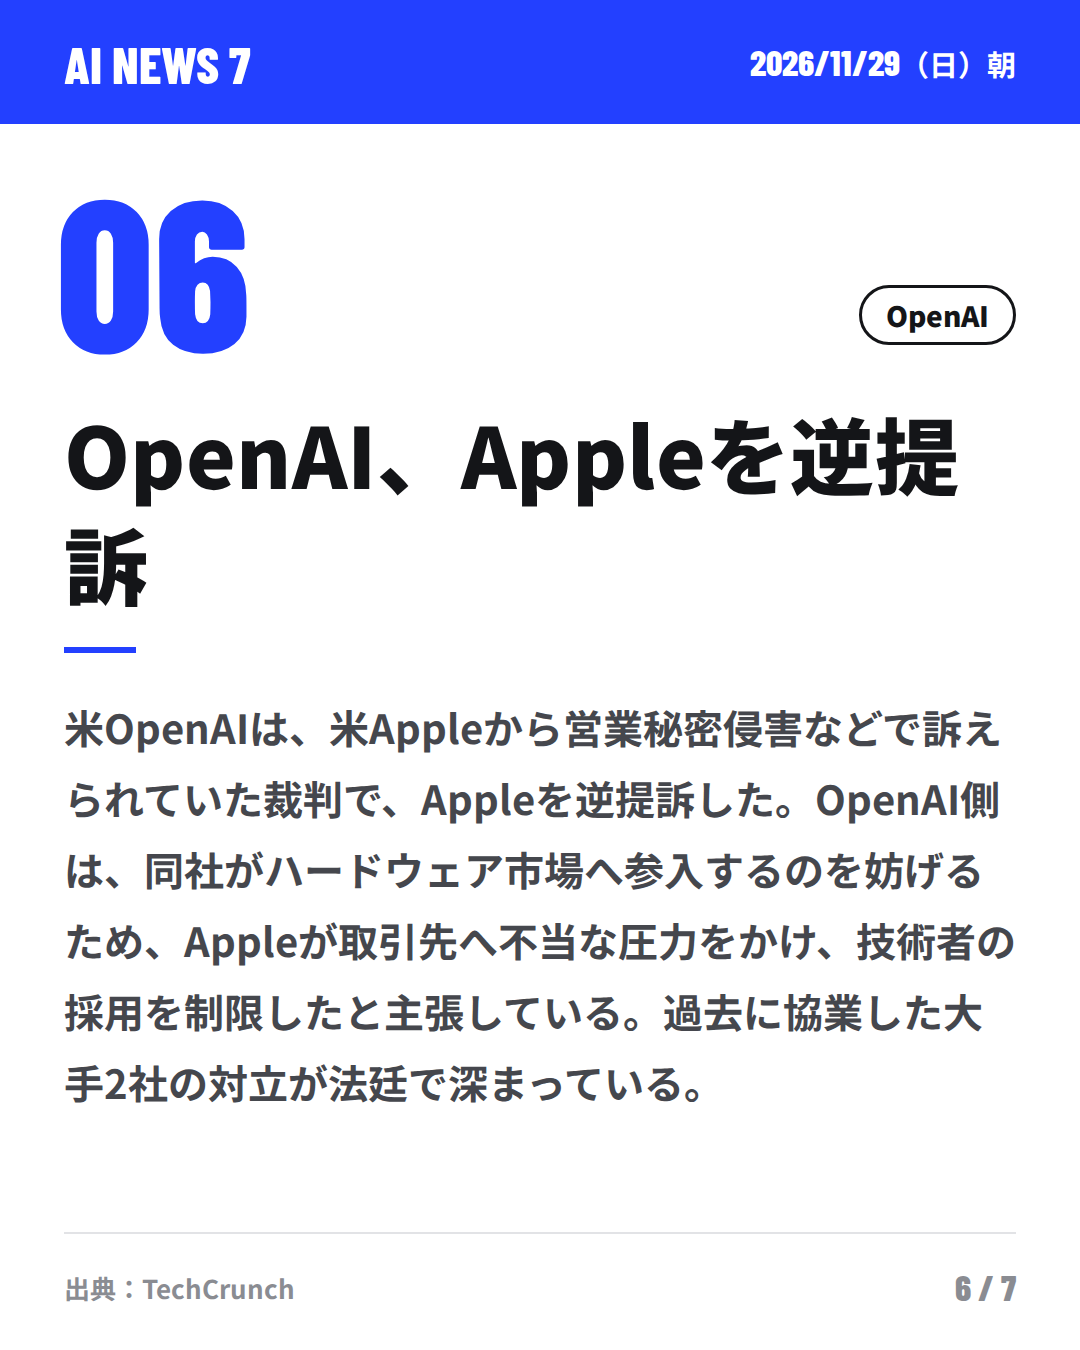 AI NEWS 7
2026/11/29（日）朝
06
OpenAI
OpenAI、Appleを逆提
訴
米OpenAIは、米Appleから営業秘密侵害などで訴え
られていた裁判で、Appleを逆提訴した。OpenAI側
は、同社がハードウェア市場へ参入するのを妨げる
ため、Appleが取引先へ不当な圧力をかけ、技術者の
採用を制限したと主張している。過去に協業した大
手2社の対立が法廷で深まっている。
出典：TechCrunch
6 / 7